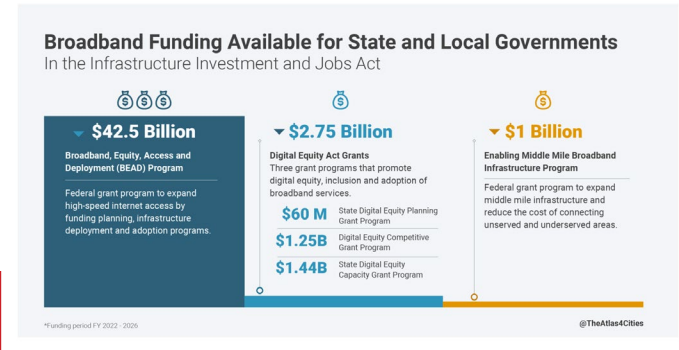 Broadband Funding Available for State and Local Governments
In the Infrastructure Investment and Jobs Act
$42.5 Billion
Broadband, Equity, Access and
Deployment (BEAD) Program
Federal grant program to expand
high-speed internet access by
funding planning, infrastructure
deployment and adoption programs.
$2.75 Billion
Digital Equity Act Grants
Three grant programs that promote
digital equity, inclusion and adoption of
broadband services.
$60 M
State Digital Equity Planning
Grant Program
$1.25B
Digital Equity Competitive
Grant Program
$1.44B
State Digital Equity
Capacity Grant Program
$1 Billion
Enabling Middle Mile Broadband
Infrastructure Program
Federal grant program to expand
middle mile infrastructure and
reduce the cost of connecting
unserved and underserved areas.
*Funding period FY 2022 - 2026
@TheAtlas4Cities